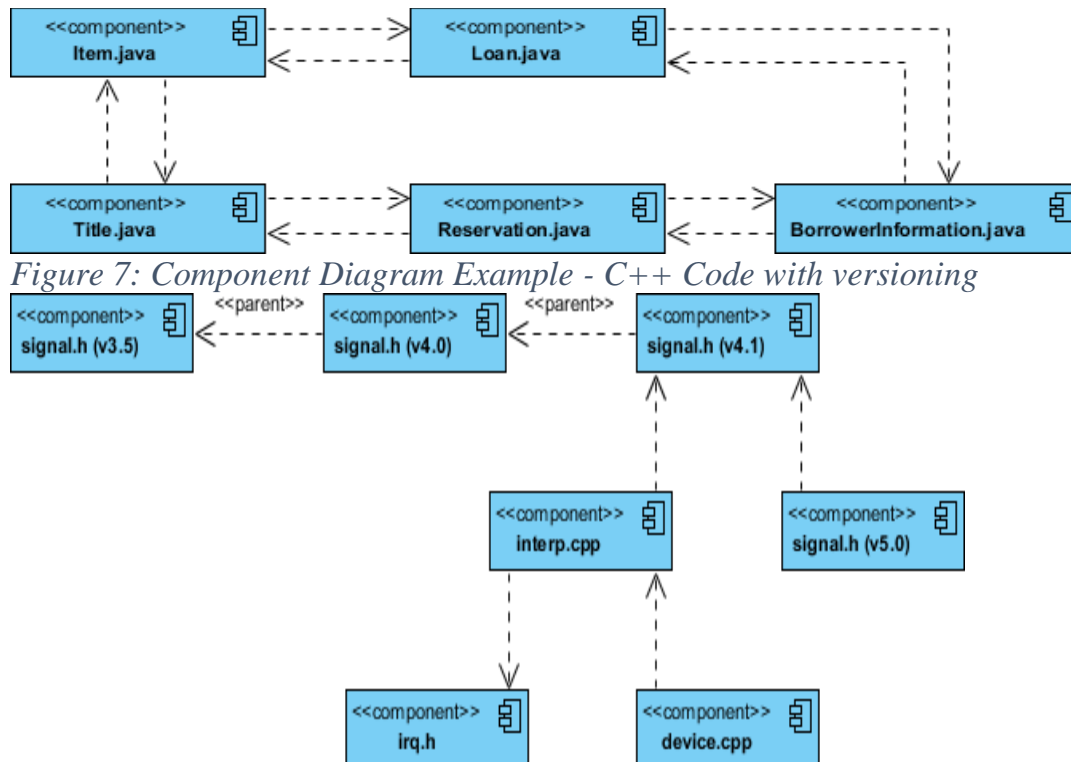 <<component>> <<component>>
Item.java Loan.java
<<component>> <<component>> <<component>>
Title.java Reservation.java BorrowerInformation.java
Figure 7: Component Diagram Example - C++ Code with versioning
<<component>> <<parent>> <<component>> <<parent>> <<component>>
signal.h (v3.5) signal.h (v4.0) signal.h (v4.1)
<<component>> <<component>>
interp.cpp signal.h (v5.0)
<<component>> <<component>>
irq.h device.cpp